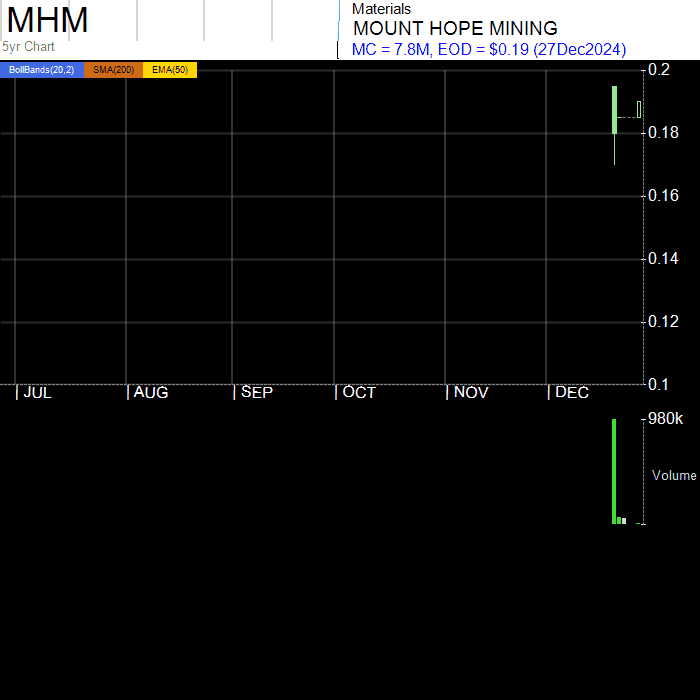 MHM
5yr Chart
Materials
MOUNT HOPE MINING
MC = 7.8M, EOD = $0.19 (27Dec2024)
BollBands(20,2) SMA(200) EMA(50)
0.2
0.18
0.16
0.14
0.12
0.1
| JUL | AUG | SEP | OCT | NOV | DEC
980k
Volume